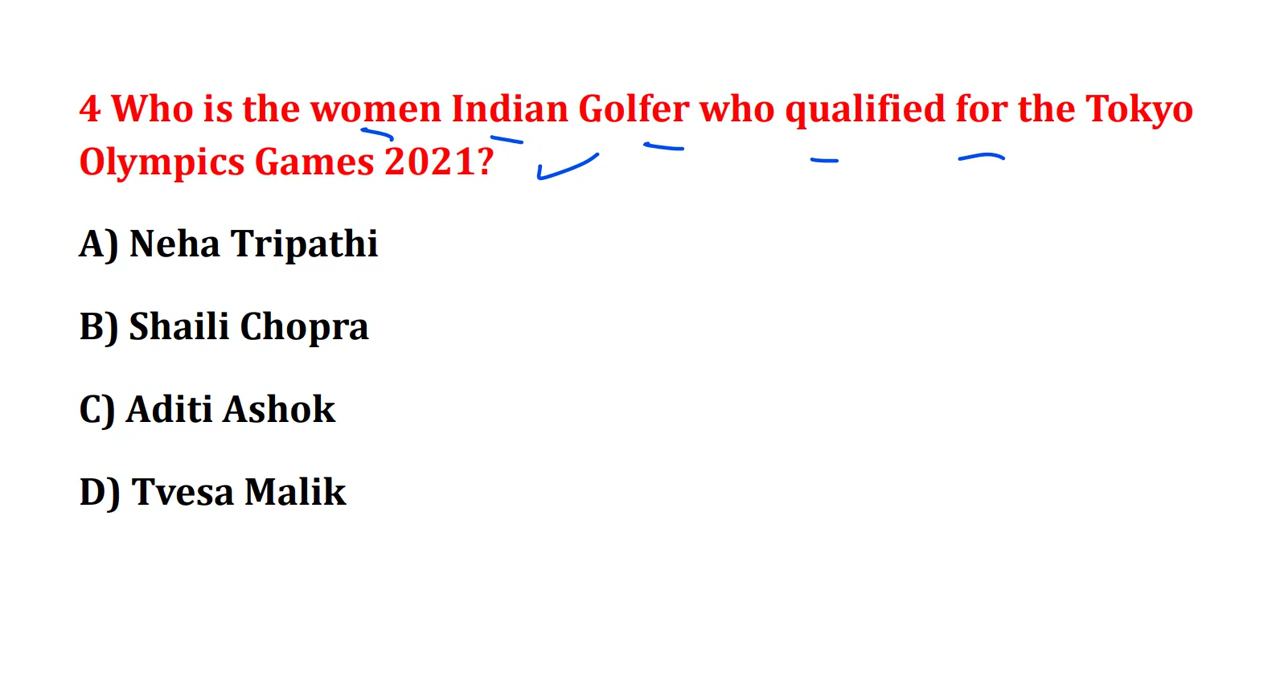 4 Who is the women Indian Golfer who qualified for the Tokyo
Olympics Games 2021?
A) Neha Tripathi
B) Shaili Chopra
C) Aditi Ashok
D) Tvesa Malik